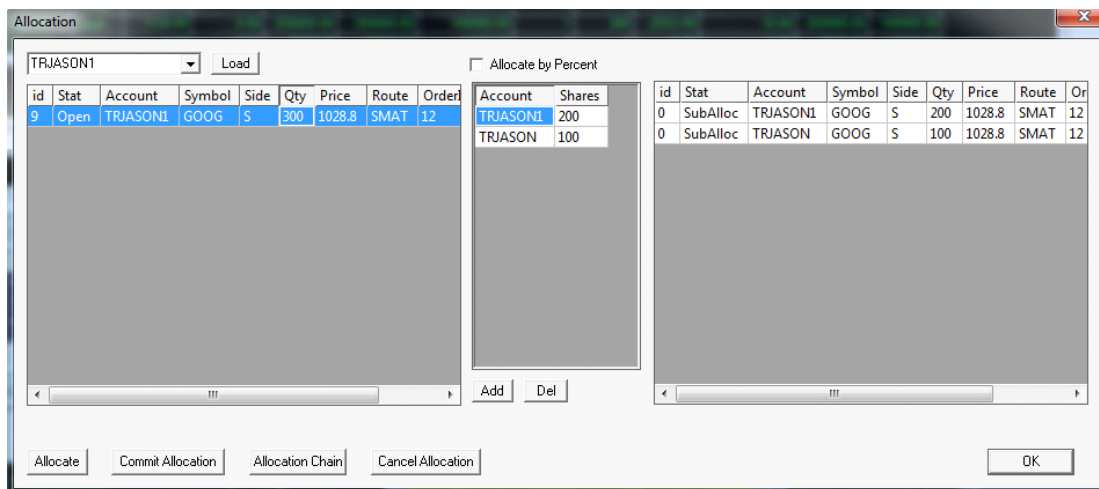 Allocation
TRJASON1 Load
Allocate by Percent
id Stat Account Symbol Side Qty Price Route OrderI
9 Open TRJASON1 GOOG S 300 1028.8 SMAT 12
Account Shares
TRJASON1 200
TRJASON 100
Add Del
id Stat Account Symbol Side Qty Price Route Or
0 SubAlloc TRJASON1 GOOG S 200 1028.8 SMAT 12
0 SubAlloc TRJASON GOOG S 100 1028.8 SMAT 12
Allocate Commit Allocation Allocation Chain Cancel Allocation OK